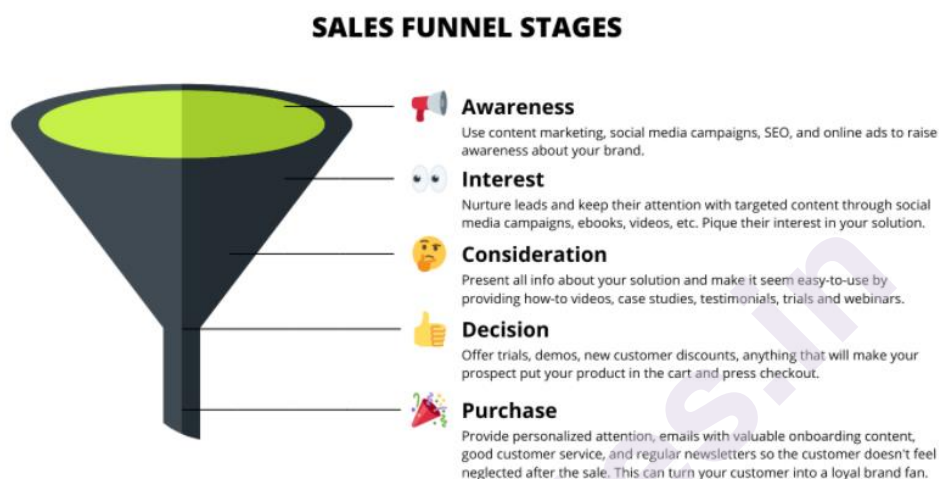 SALES FUNNEL STAGES
Awareness
Use content marketing, social media campaigns, SEO, and online ads to raise
awareness about your brand.
Interest
Nurture leads and keep their attention with targeted content through social
media campaigns, ebooks, videos, etc. Pique their interest in your solution.
Consideration
Present all info about your solution and make it seem easy-to-use by
providing how-to videos, case studies, testimonials, trials and webinars.
Decision
Offer trials, demos, new customer discounts, anything that will make your
prospect put your product in the cart and press checkout.
Purchase
Provide personalized attention, emails with valuable onboarding content,
good customer service, and regular newsletters so the customer doesn't feel
neglected after the sale. This can turn your customer into a loyal brand fan.
es.in